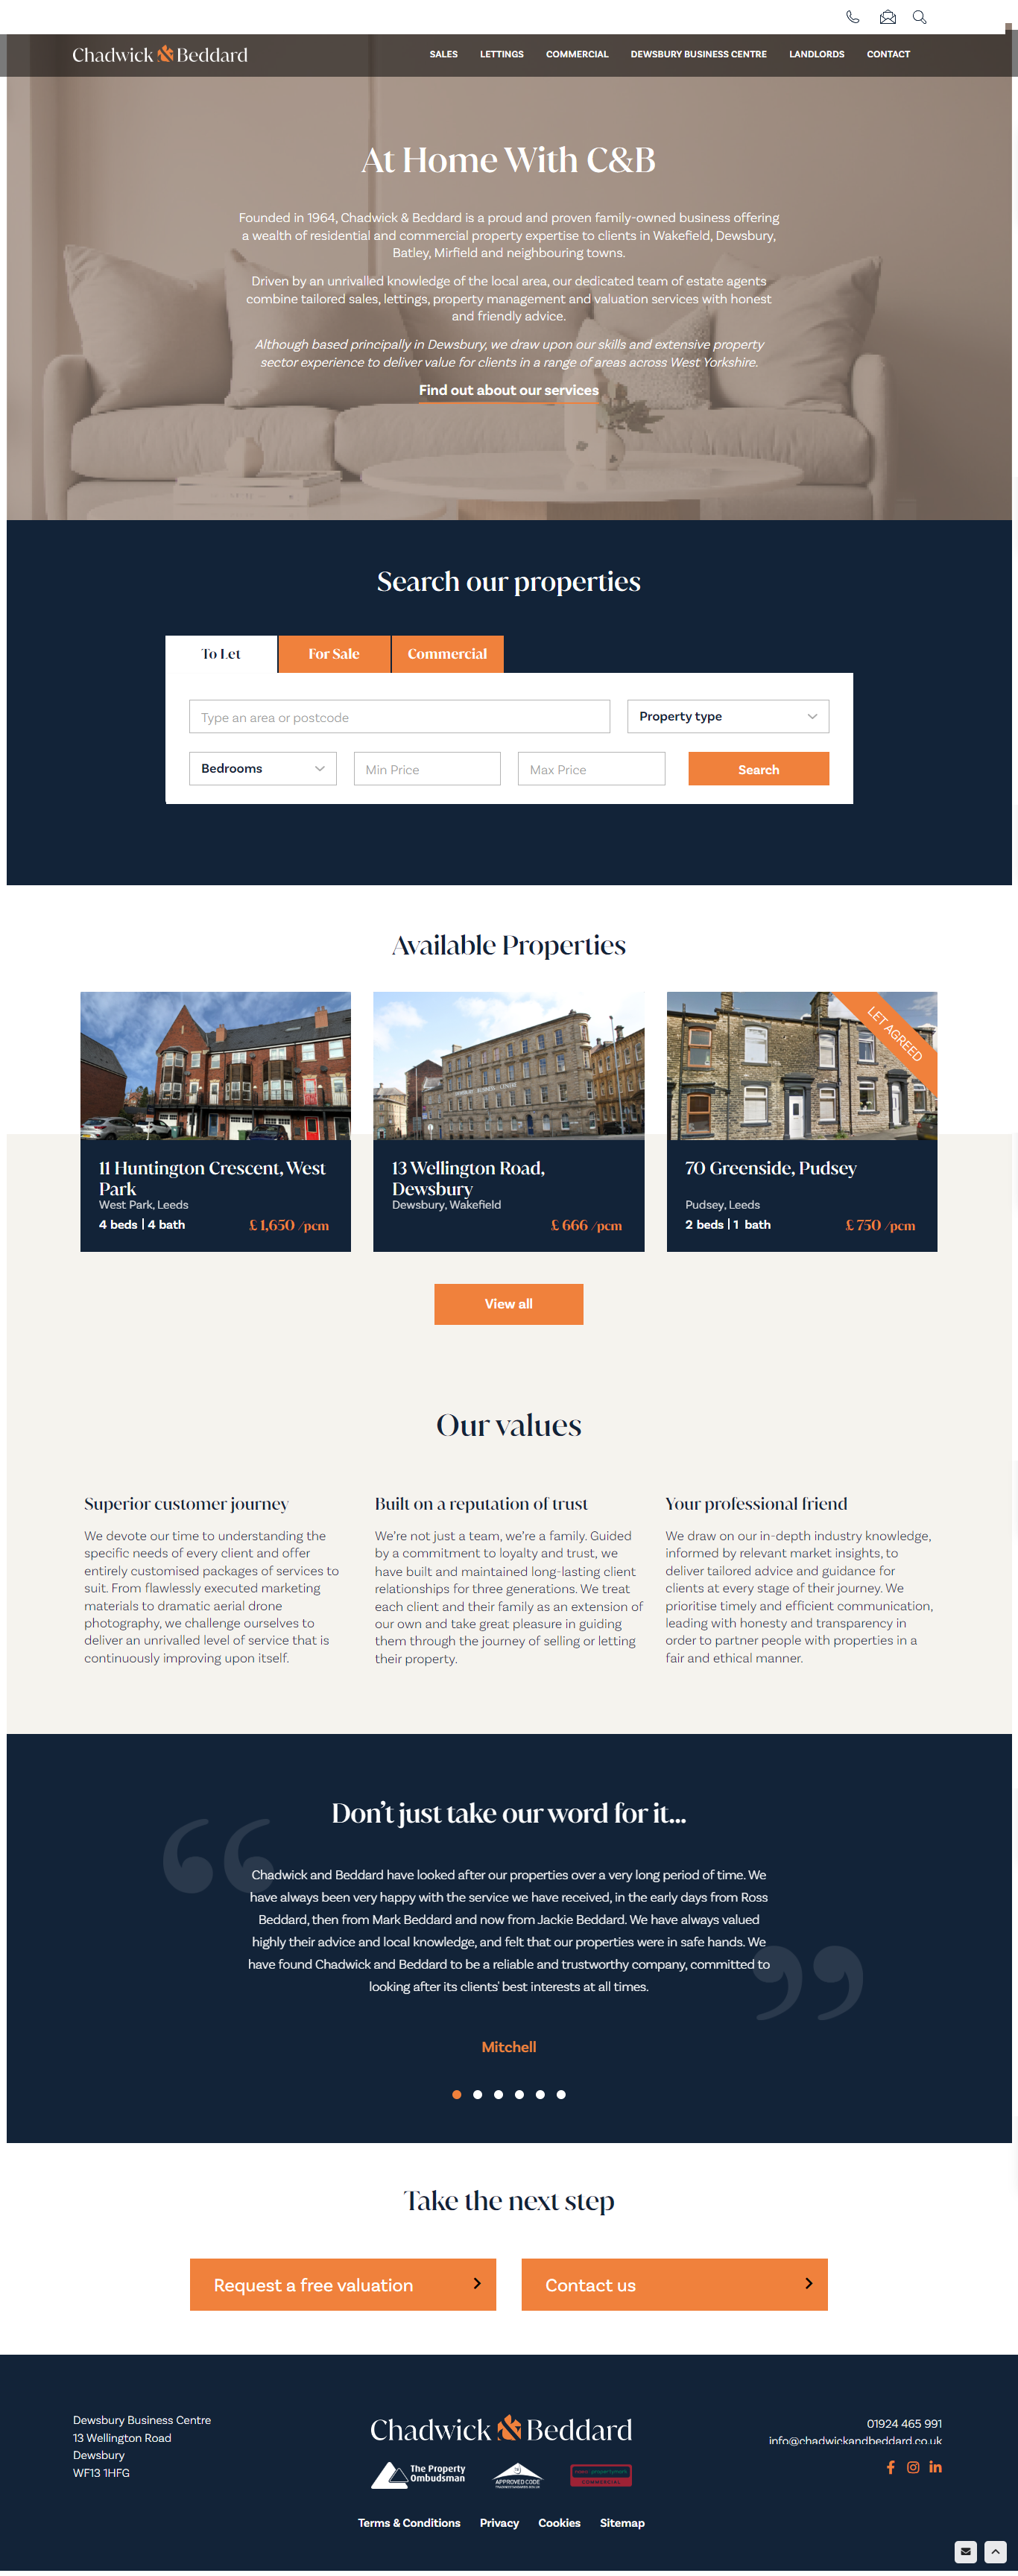 Chadwick & Beddard
SALES LETTINGS COMMERCIAL DEWSBURY BUSINESS CENTRE LANDLORDS CONTACT
At Home With C&B
Founded in 1964, Chadwick & Beddard is a proud and proven family-owned business offering
a wealth of residential and commercial property expertise to clients in Wakefield, Dewsbury,
Batley, Mirfield and neighbouring towns.
Driven by an unrivalled knowledge of the local area, our dedicated team of estate agents
combine tailored sales, lettings, property management and valuation services with honest
and friendly advice.
Although based principally in Dewsbury, we draw upon our skills and extensive property
sector experience to deliver value for clients in a range of areas across West Yorkshire.
Find out about our services
Search our properties
To Let For Sale Commercial
Type an area or postcode Property type
Bedrooms Min Price Max Price Search
Available Properties
LET AGREED
11 Huntington Crescent, West
Park
West Park, Leeds
4 beds | 4 bath £ 1,650 /pcm
DEWSBURY BUSINESS CENTRE
13 Wellington Road,
Dewsbury
Dewsbury, Wakefield
£ 666 /pcm
70 Greenside, Pudsey
Pudsey, Leeds
2 beds | 1 bath £ 750 /pcm
View all
Our values
Superior customer journey
We devote our time to understanding the
specific needs of every client and offer
entirely customised packages of services to
suit. From flawlessly executed marketing
materials to dramatic aerial drone
photography, we challenge ourselves to
deliver an unrivalled level of service that is
continuously improving upon itself.
Built on a reputation of trust
We're not just a team, we're a family. Guided
by a commitment to loyalty and trust, we
have built and maintained long-lasting client
relationships for three generations. We treat
each client and their family as an extension of
our own and take great pleasure in guiding
them through the journey of selling or letting
their property.
Your professional friend
We draw on our in-depth industry knowledge,
informed by relevant market insights, to
deliver tailored advice and guidance for
clients at every stage of their journey. We
prioritise timely and efficient communication,
leading with honesty and transparency in
order to partner people with properties in a
fair and ethical manner.
Don't just take our word for it...
Chadwick and Beddard have looked after our properties over a very long period of time. We
have always been very happy with the service we have received, in the early days from Ross
Beddard, then from Mark Beddard and now from Jackie Beddard. We have always valued
highly their advice and local knowledge, and felt that our properties were in safe hands. We
have found Chadwick and Beddard to be a reliable and trustworthy company, committed to
looking after its clients' best interests at all times.
Mitchell
Take the next step
Request a free valuation
Contact us
Dewsbury Business Centre
13 Wellington Road
Dewsbury
WF13 1HFG
Chadwick & Beddard
The Property
Ombudsman
APPROVED CODE
COMMERCIAL
Terms & Conditions Privacy Cookies Sitemap
01924 465 991
info@chadwickandbeddard.co.uk